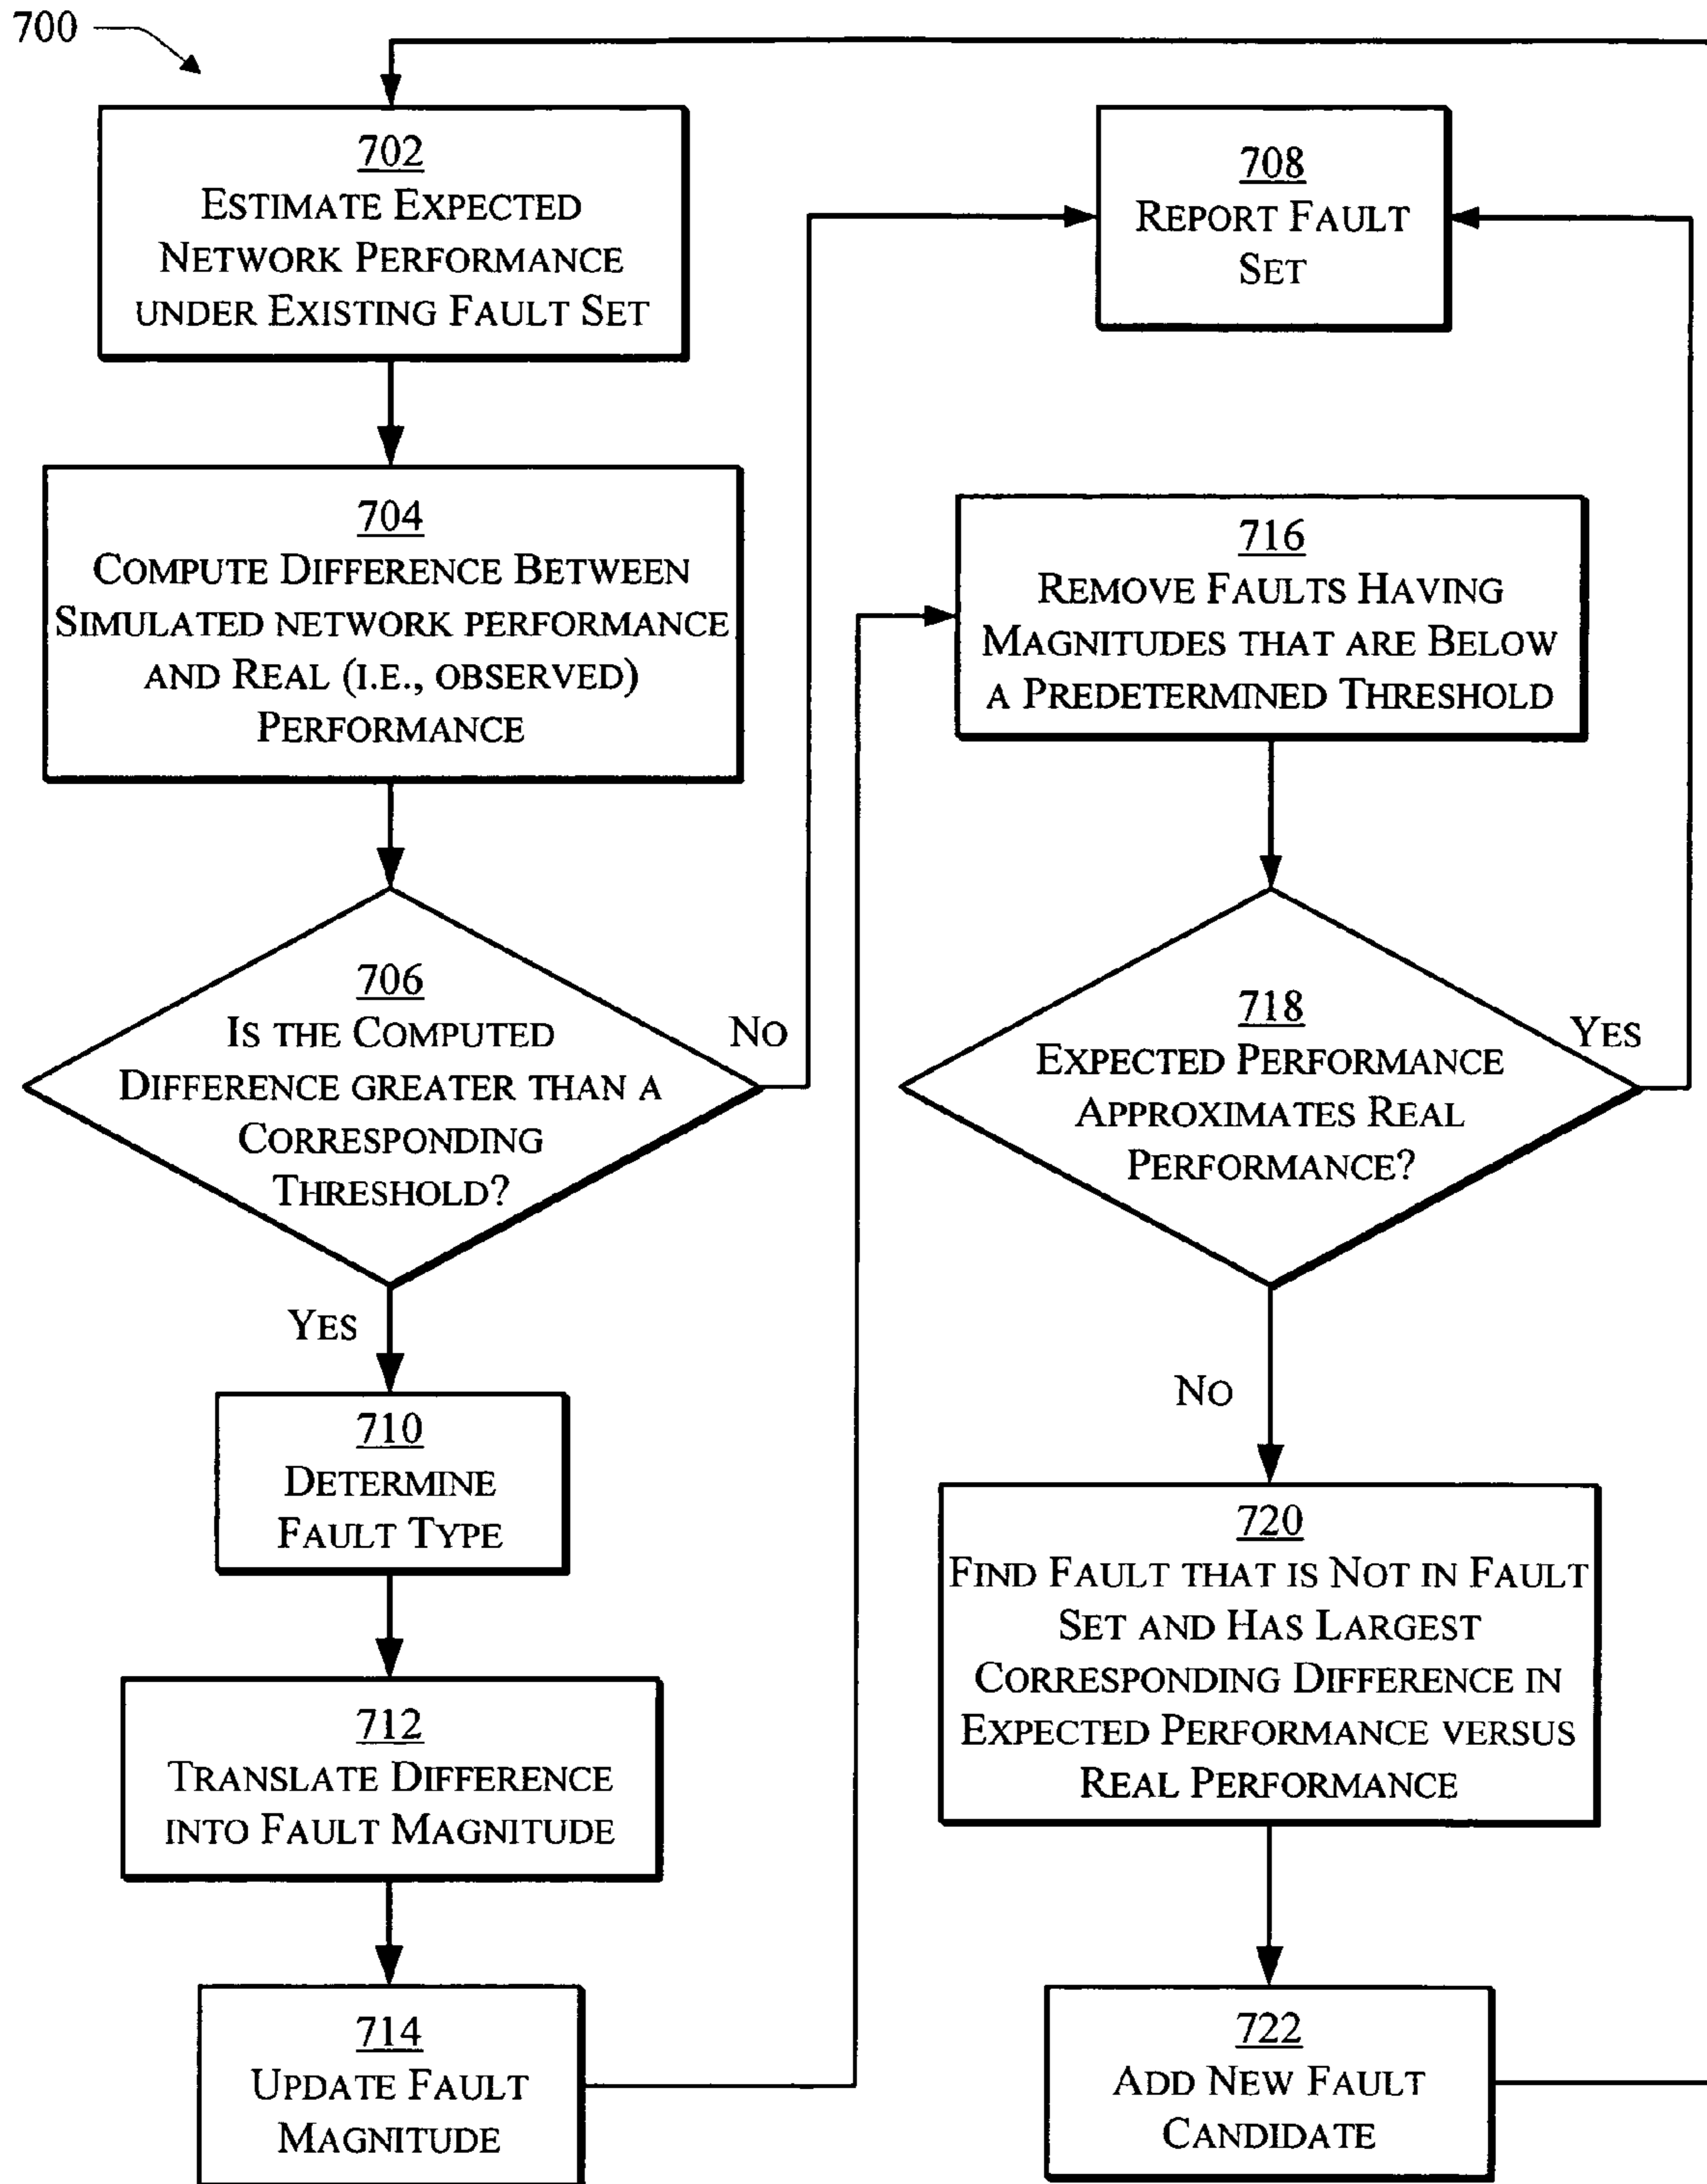 700
702
ESTIMATE EXPECTED
NETWORK PERFORMANCE
UNDER EXISTING FAULT SET
704
COMPUTE DIFFERENCE BETWEEN
SIMULATED NETWORK PERFORMANCE
AND REAL (I.E., OBSERVED)
PERFORMANCE
706
IS THE COMPUTED
DIFFERENCE GREATER THAN A
CORRESPONDING
THRESHOLD?
NO
YES
710
DETERMINE
FAULT TYPE
712
TRANSLATE DIFFERENCE
INTO FAULT MAGNITUDE
714
UPDATE FAULT
MAGNITUDE
708
REPORT FAULT
SET
716
REMOVE FAULTS HAVING
MAGNITUDES THAT ARE BELOW
A PREDETERMINED THRESHOLD
718
EXPECTED PERFORMANCE
APPROXIMATES REAL
PERFORMANCE?
YES
NO
720
FIND FAULT THAT IS NOT IN FAULT
SET AND HAS LARGEST
CORRESPONDING DIFFERENCE IN
EXPECTED PERFORMANCE VERSUS
REAL PERFORMANCE
722
ADD NEW FAULT
CANDIDATE